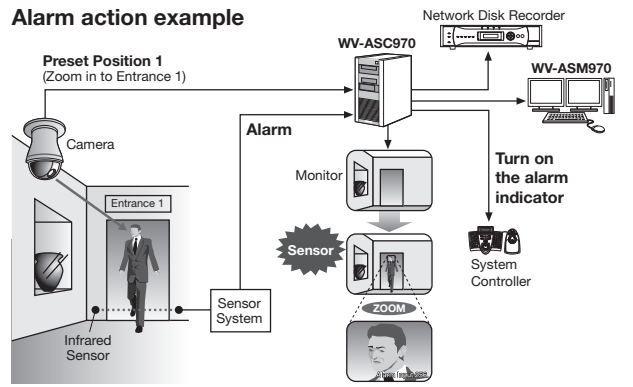 Alarm action example
Network Disk Recorder
WV-ASC970
Preset Position 1
(Zoom in to Entrance 1)
WV-ASM970
Camera
Alarm
Monitor
Turn on
the alarm
indicator
Entrance 1
Sensor
System
Controller
Sensor
System
ZOOM
Infrared
Sensor